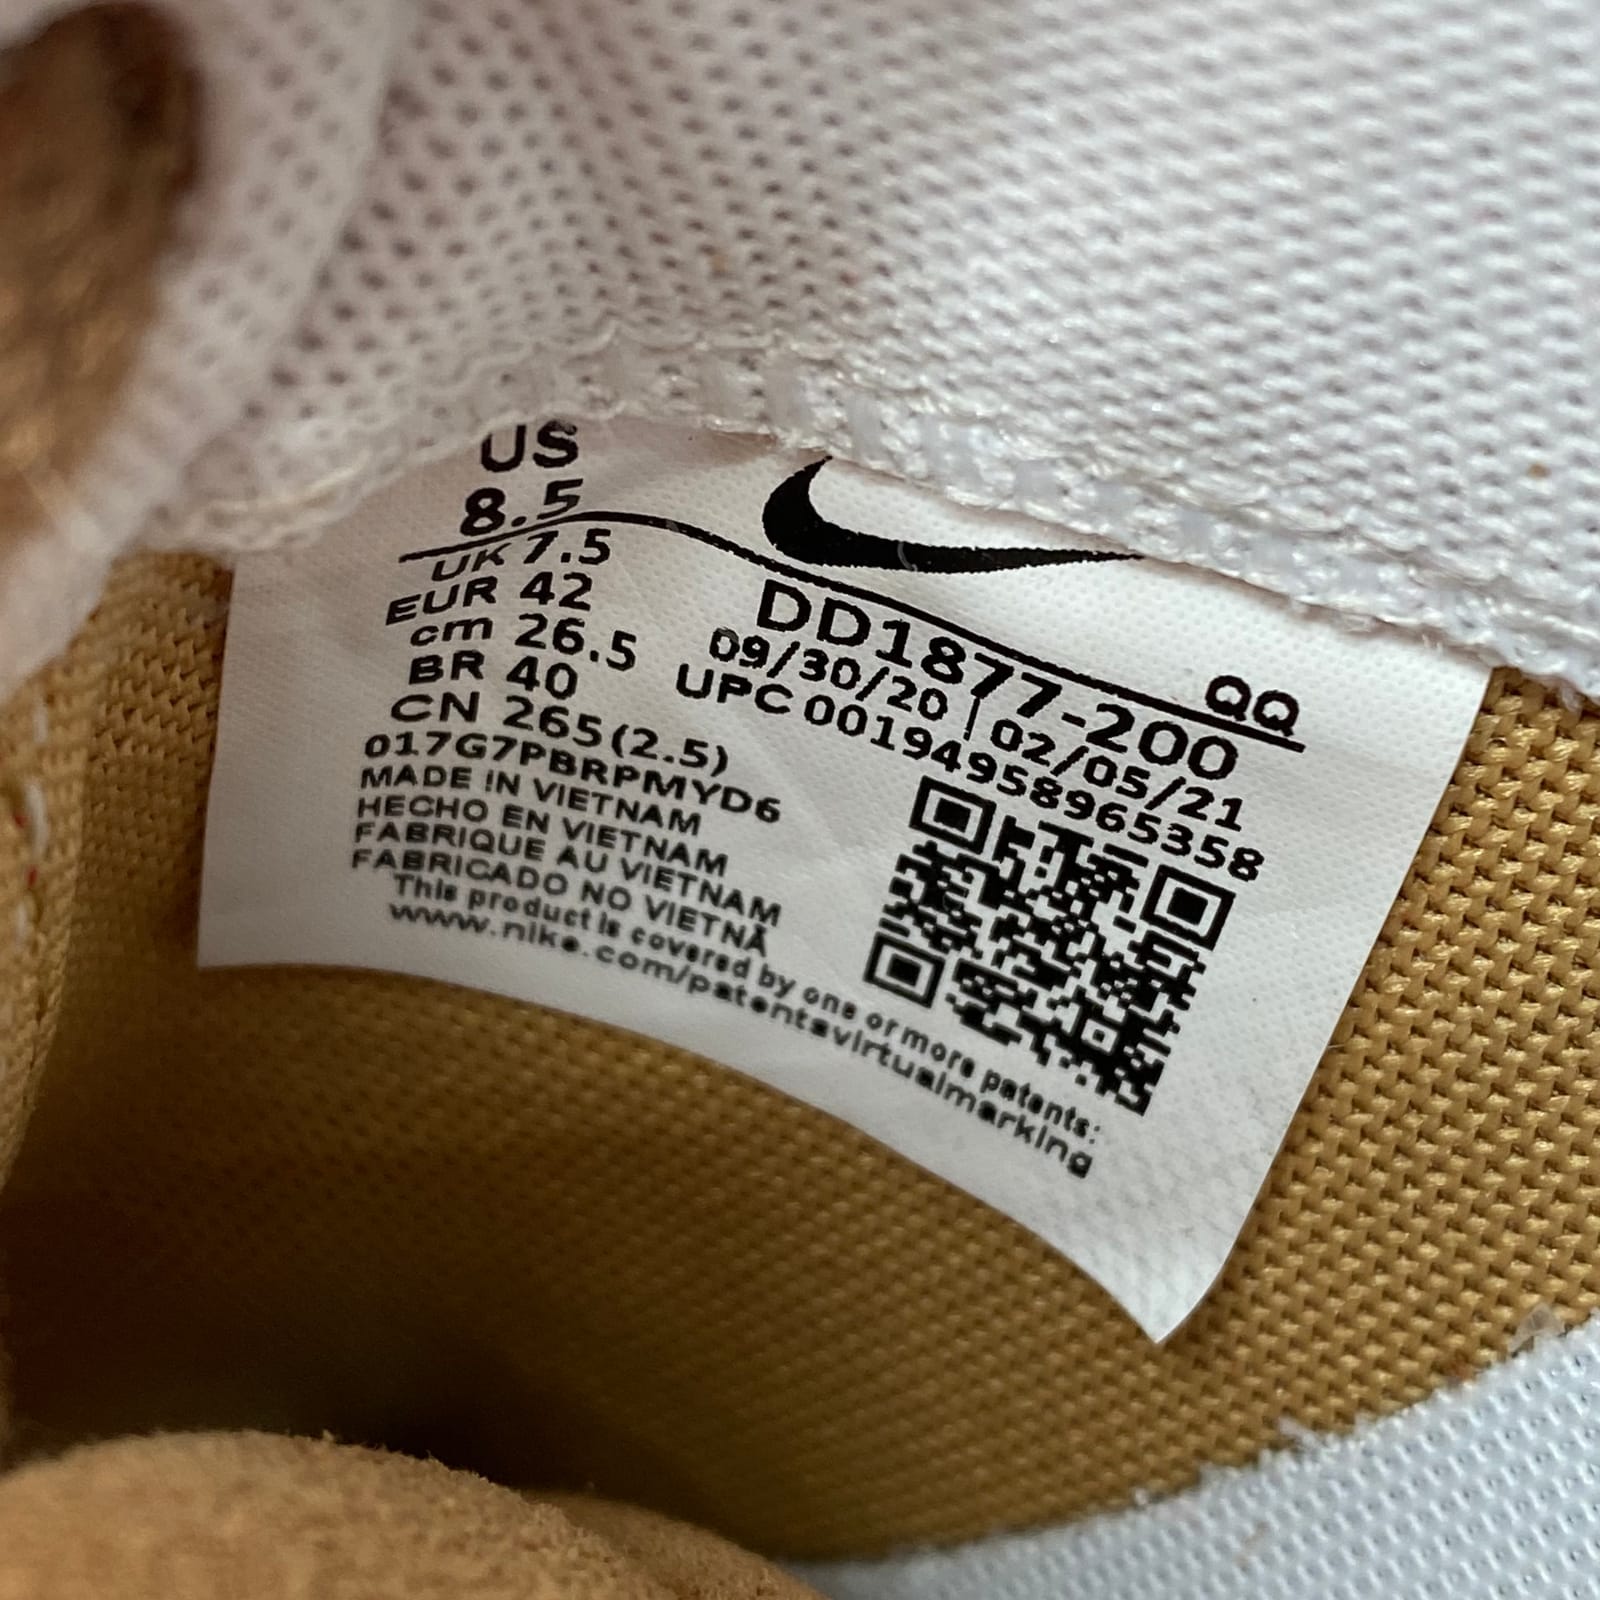 US
8.5
UK 7.5
EUR 42
cm 26.5
BR 40
CN 265(2.5)
017G7PBRPMYD6
MADE IN VIETNAM
HECHO EN VIETNAM
FABRIQUE AU VIETNAM
FABRICADO NO VIETNÃ
This product is covered by one or more patents:
www.nike.com/patentsvirtualmarking
QQ
DD1877-200
09/30/20 | 02/05/21
UPC 00194958965358